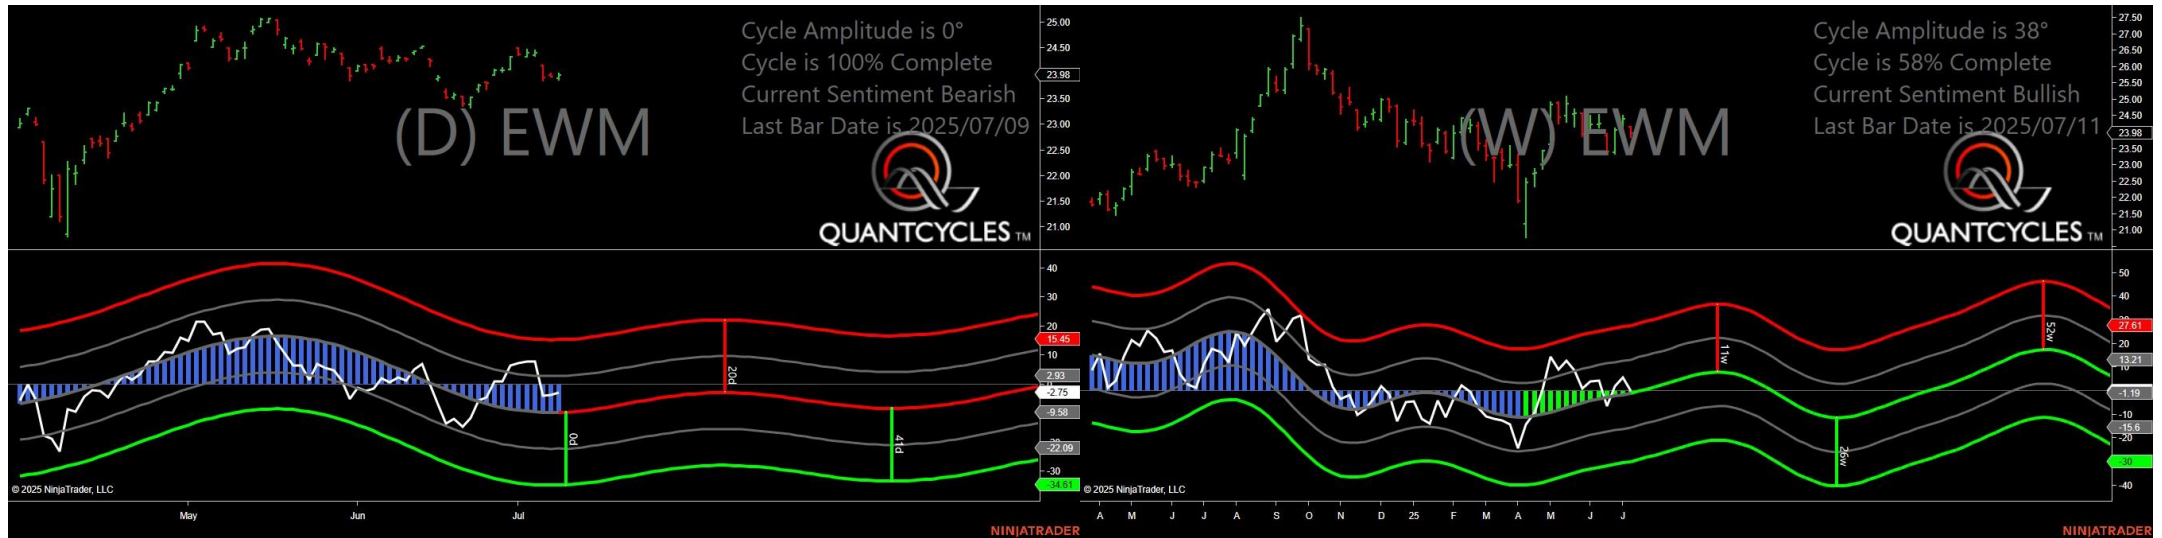 Cycle Amplitude is 0°
Cycle is 100% Complete
Current Sentiment Bearish
Last Bar Date is 2025/07/09
(D) EWM
QUANTCYCLES TM
25.00
24.50
23.98
23.50
23.00
22.50
22.00
21.50
21.00
40
30
20
15.45
10
2.93
-2.75
-9.58
-22.09
-30
-34.61
20d
0d
41d
© 2025 NinjaTrader, LLC
May
Jun
Jul
NINJATRADER
Cycle Amplitude is 38°
Cycle is 58% Complete
Current Sentiment Bullish
Last Bar Date is 2025/07/11
(W) EWM
QUANTCYCLES TM
27.50
27.00
26.50
26.00
25.50
25.00
24.50
23.98
23.50
23.00
22.50
22.00
21.50
21.00
50
40
27.61
20
13.21
-1.19
-10
-15.6
-20
-30
-40
11w
26w
52w
© 2025 NinjaTrader, LLC
A M J J A S O N D 25 F M A M J J
NINJATRADER